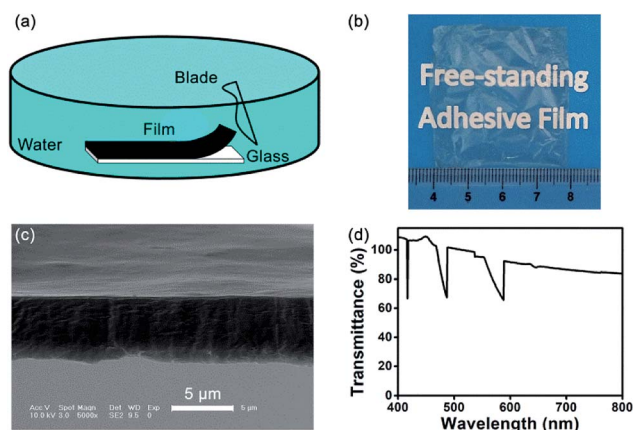 (a)
Blade
Film
Water
Glass
(b)
Free-standing
Adhesive Film
4 5 6 7 8
(c)
5 μm
Acc.V Spot Magn Det WD Exp
10.0 kV 3.0 5000x SE2 9.5 0 5 μm
(d)
Transmittance (%)
100
80
60
40
20
0
400 500 600 700 800
Wavelength (nm)